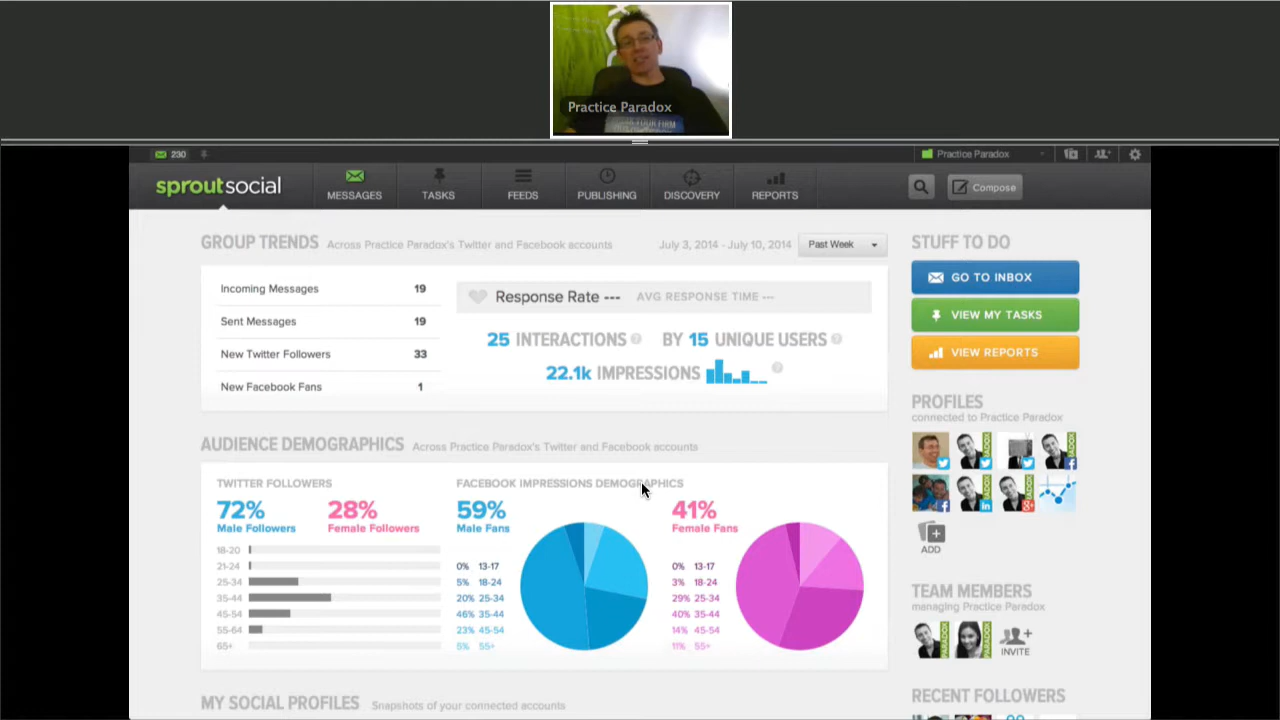 Practice Paradox
230
Practice Paradox
sproutsocial
MESSAGES
TASKS
FEEDS
PUBLISHING
DISCOVERY
REPORTS
Compose
GROUP TRENDS Across Practice Paradox's Twitter and Facebook accounts
July 3, 2014 - July 10, 2014
Past Week
Incoming Messages 19
Sent Messages 19
New Twitter Followers 33
New Facebook Fans 1
Response Rate --- AVG RESPONSE TIME ---
25 INTERACTIONS ? BY 15 UNIQUE USERS ?
22.1k IMPRESSIONS ?
STUFF TO DO
GO TO INBOX
VIEW MY TASKS
VIEW REPORTS
PROFILES
connected to Practice Paradox
ADD
AUDIENCE DEMOGRAPHICS Across Practice Paradox's Twitter and Facebook accounts
TWITTER FOLLOWERS
72%
Male Followers
28%
Female Followers
18-20
21-24
25-34
35-44
45-54
55-64
65+
FACEBOOK IMPRESSIONS DEMOGRAPHICS
59%
Male Fans
0% 13-17
5% 18-24
20% 25-34
46% 35-44
23% 45-54
5% 55+
41%
Female Fans
0% 13-17
3% 18-24
29% 25-34
40% 35-44
14% 45-54
11% 55+
TEAM MEMBERS
managing Practice Paradox
INVITE
MY SOCIAL PROFILES Snapshots of your connected accounts
RECENT FOLLOWERS